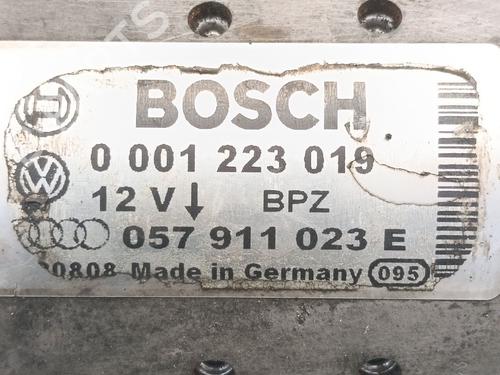 BOSCH
0 001 223 019
12 V↓ BPZ
057 911 023 E
Made in Germany 095